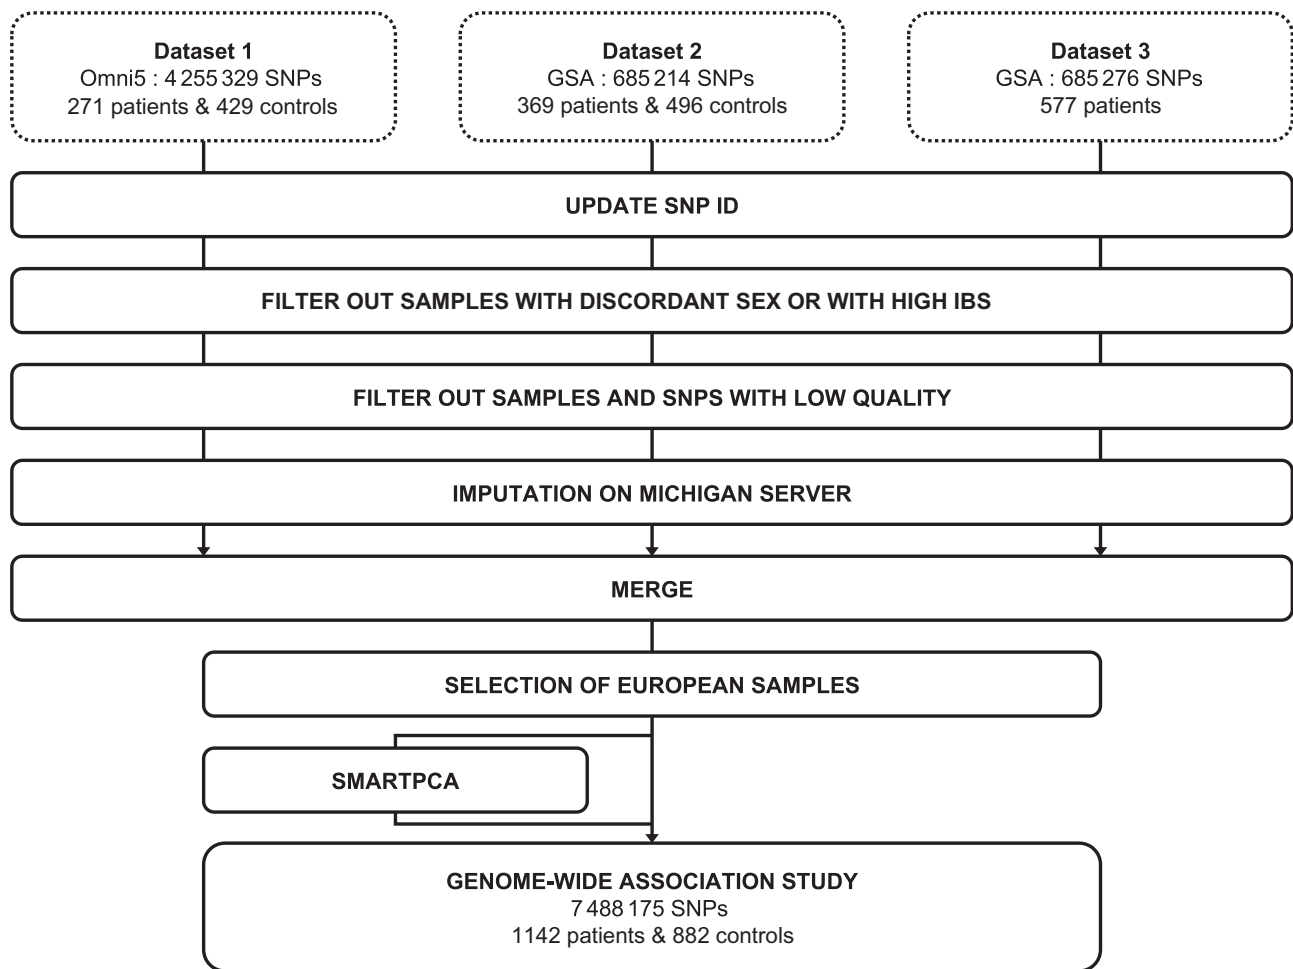 Dataset 1
Omni5 : 4 255 329 SNPs
271 patients & 429 controls
Dataset 2
GSA : 685 214 SNPs
369 patients & 496 controls
Dataset 3
GSA : 685 276 SNPs
577 patients
UPDATE SNP ID
FILTER OUT SAMPLES WITH DISCORDANT SEX OR WITH HIGH IBS
FILTER OUT SAMPLES AND SNPS WITH LOW QUALITY
IMPUTATION ON MICHIGAN SERVER
MERGE
SELECTION OF EUROPEAN SAMPLES
SMARTPCA
GENOME-WIDE ASSOCIATION STUDY
7 488 175 SNPs
1142 patients & 882 controls